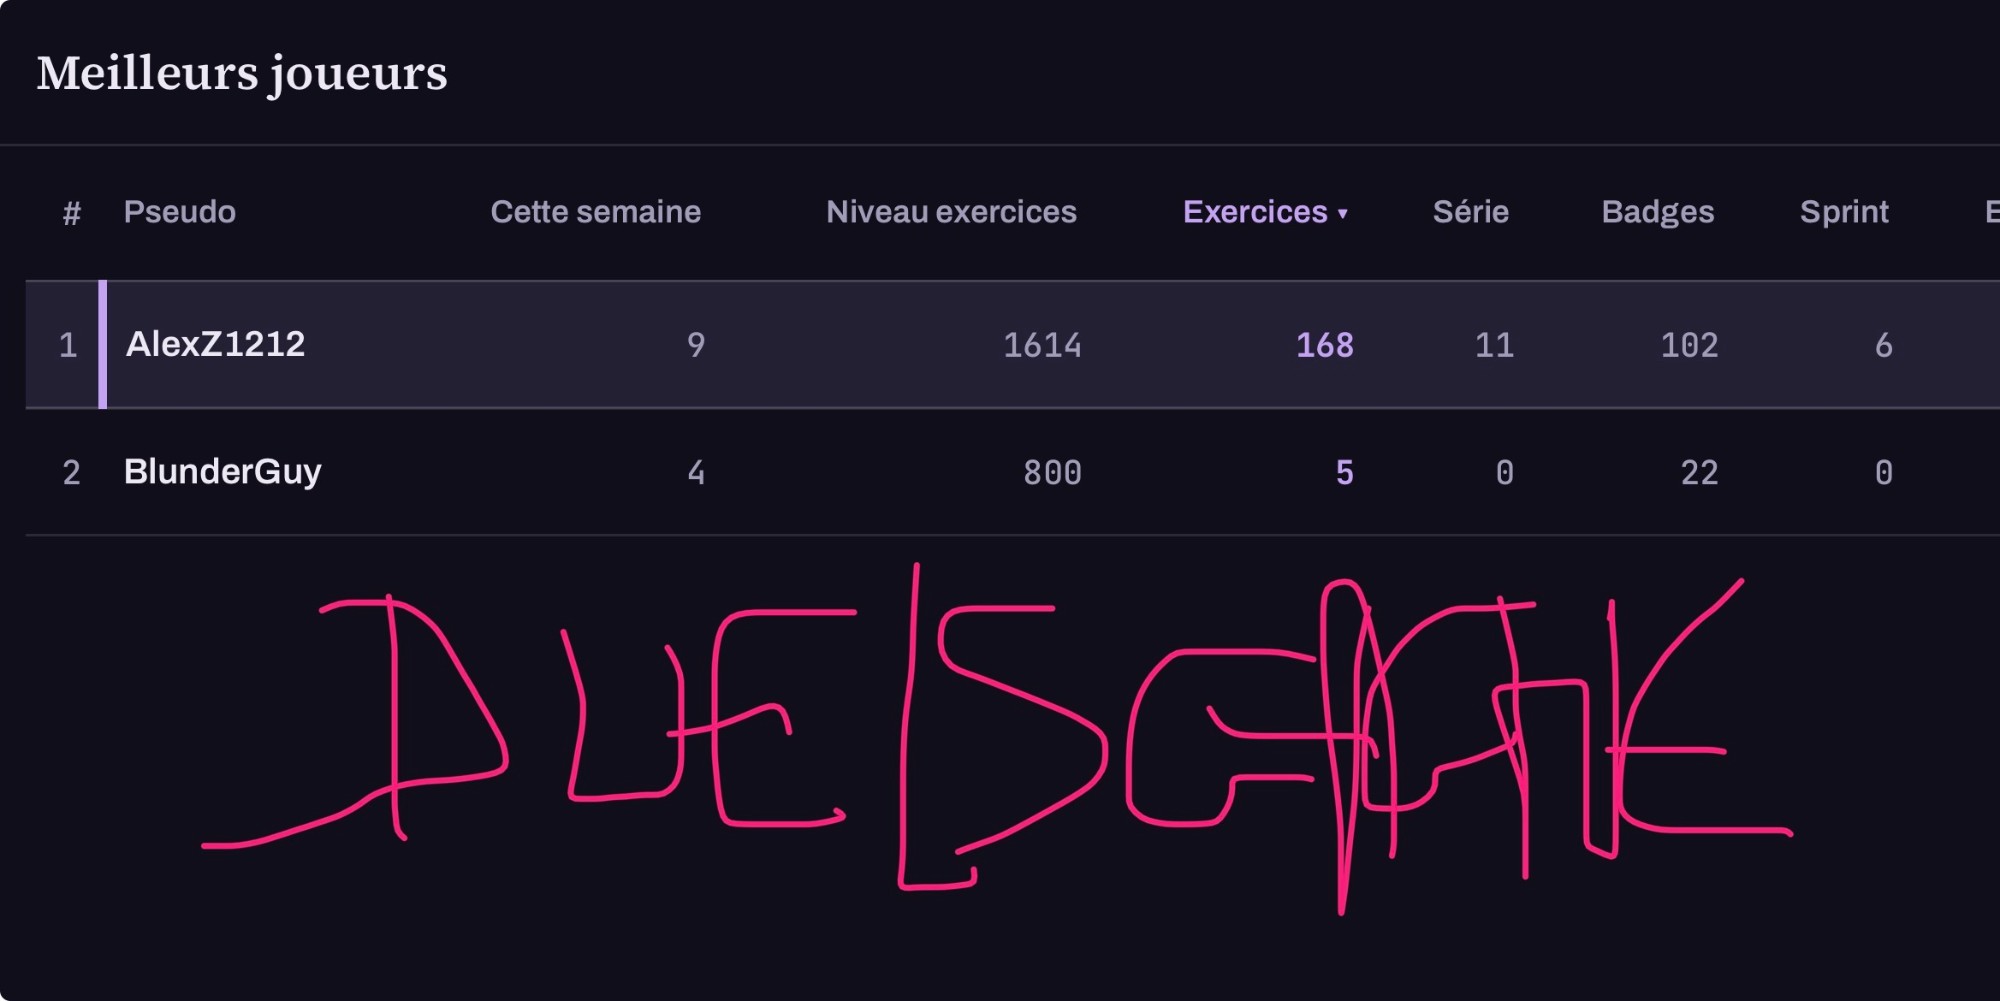 Meilleurs joueurs
# Pseudo Cette semaine Niveau exercices Exercices ▾ Série Badges Sprint
1 AlexZ1212 9 1614 168 11 102 6
2 BlunderGuy 4 800 5 0 22 0